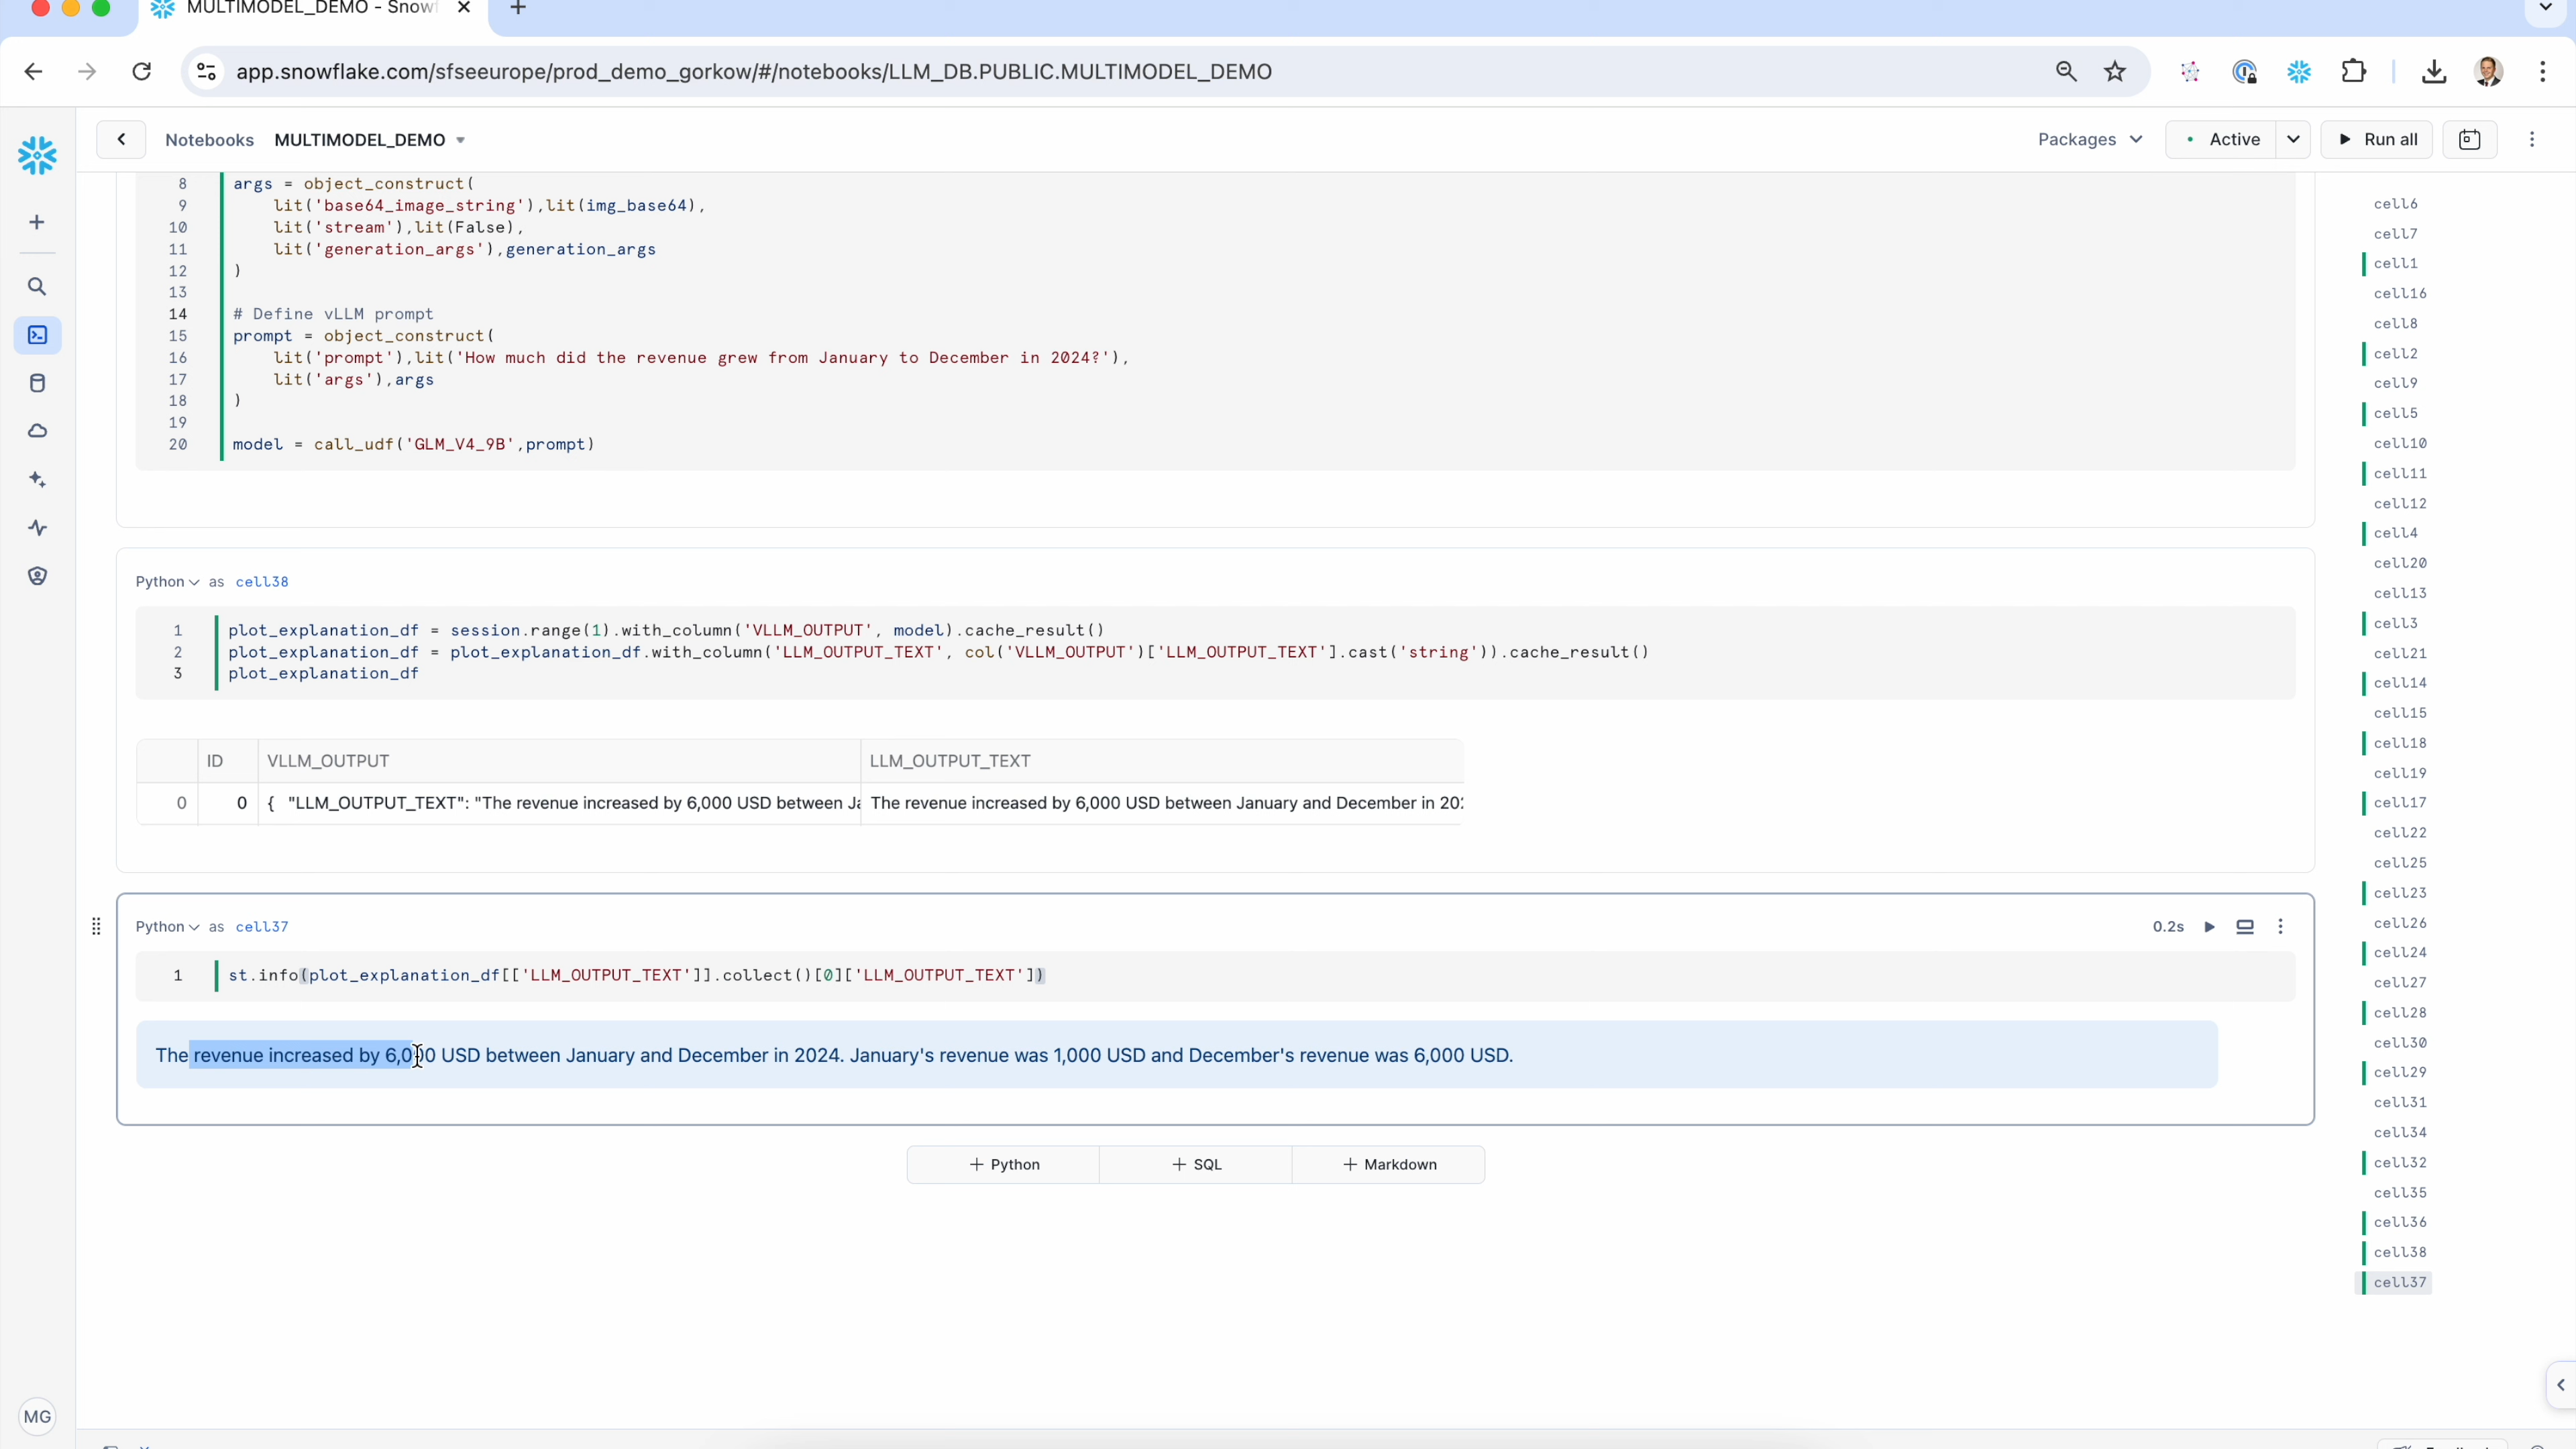 MULTIMODEL_DEMO - Snowf
app.snowflake.com/sfseeurope/prod_demo_gorkow/#/notebooks/LLM_DB.PUBLIC.MULTIMODEL_DEMO
Notebooks MULTIMODEL_DEMO
Packages
Active
Run all
8 args = object_construct(
9 lit('base64_image_string'),lit(img_base64),
10 lit('stream'),lit(False),
11 lit('generation_args'),generation_args
12 )
13
14 # Define vLLM prompt
15 prompt = object_construct(
16 lit('prompt'),lit('How much did the revenue grew from January to December in 2024?'),
17 lit('args'),args
18 )
19
20 model = call_udf('GLM_V4_9B',prompt)
Python as cell38
1 plot_explanation_df = session.range(1).with_column('VLLM_OUTPUT', model).cache_result()
2 plot_explanation_df = plot_explanation_df.with_column('LLM_OUTPUT_TEXT', col('VLLM_OUTPUT')['LLM_OUTPUT_TEXT'].cast('string')).cache_result()
3 plot_explanation_df
ID VLLM_OUTPUT LLM_OUTPUT_TEXT
0 0 { "LLM_OUTPUT_TEXT": "The revenue increased by 6,000 USD between Ja The revenue increased by 6,000 USD between January and December in 202
Python as cell37
0.2s
1 st.info(plot_explanation_df[['LLM_OUTPUT_TEXT']].collect()[0]['LLM_OUTPUT_TEXT'])
The revenue increased by 6,000 USD between January and December in 2024. January's revenue was 1,000 USD and December's revenue was 6,000 USD.
+ Python
+ SQL
+ Markdown
cell6
cell7
cell1
cell16
cell8
cell2
cell9
cell5
cell10
cell11
cell12
cell4
cell20
cell13
cell3
cell21
cell14
cell15
cell18
cell19
cell17
cell22
cell25
cell23
cell26
cell24
cell27
cell28
cell30
cell29
cell31
cell34
cell32
cell35
cell36
cell38
cell37
MG